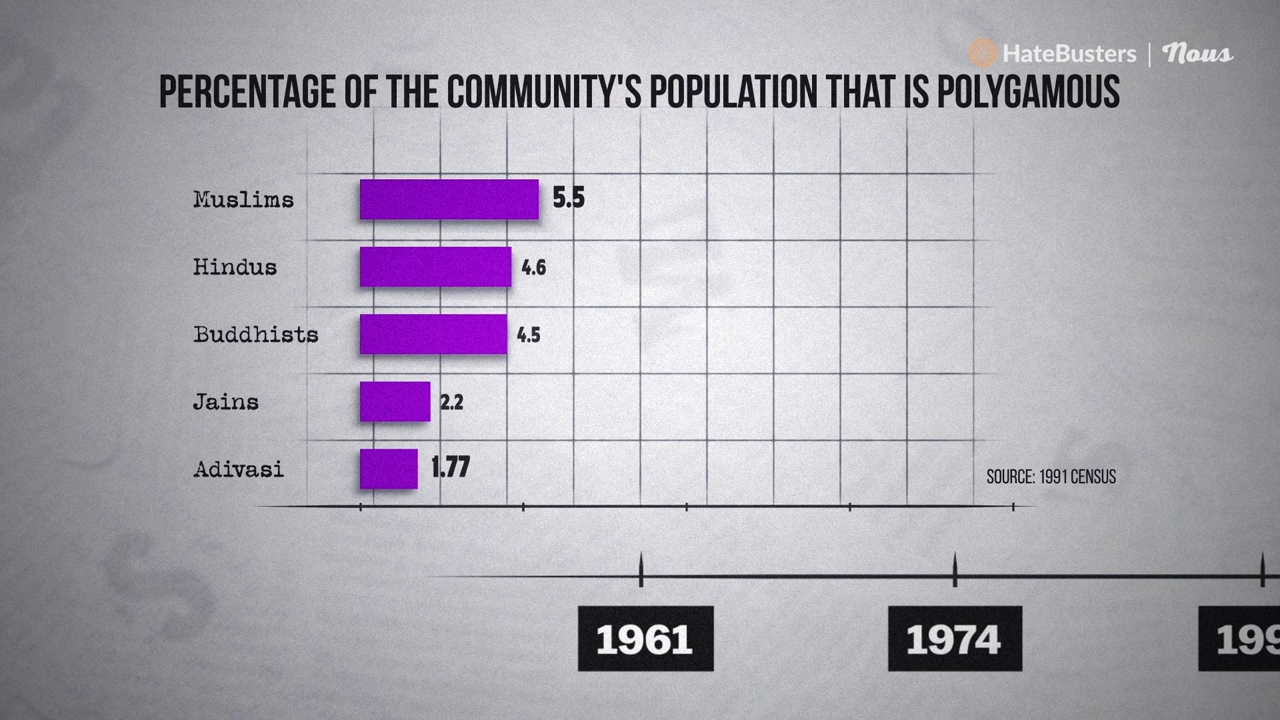 HateBusters | Nous
PERCENTAGE OF THE COMMUNITY'S POPULATION THAT IS POLYGAMOUS
Muslims 5.5
Hindus 4.6
Buddhists 4.5
Jains 2.2
Adivasi 1.77
SOURCE: 1991 CENSUS
1961 1974 199